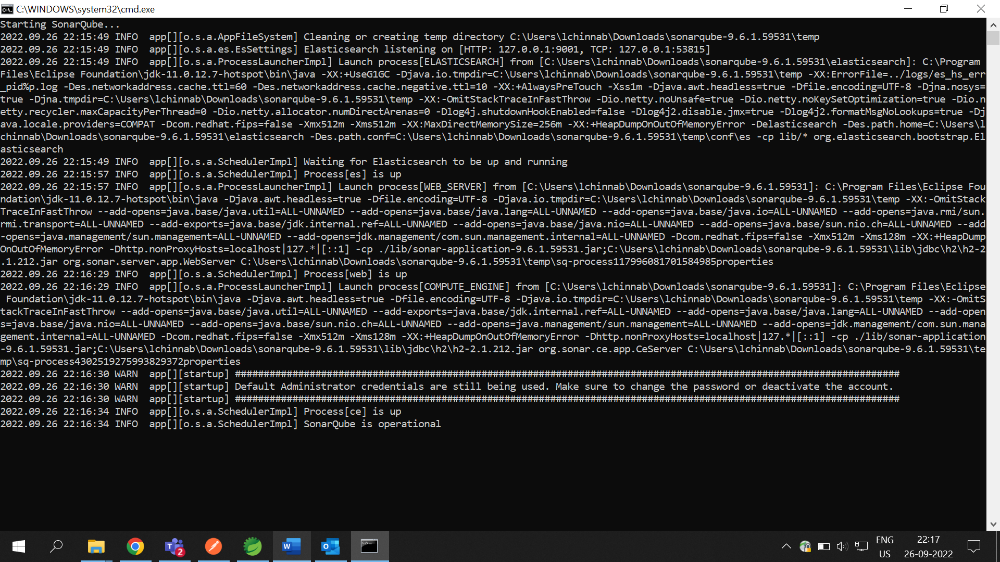 C:\WINDOWS\system32\cmd.exe
Starting SonarQube...
2022.09.26 22:15:49 INFO  app[][o.s.a.AppFileSystem] Cleaning or creating temp directory C:\Users\lchinnab\Downloads\sonarqube-9.6.1.59531\temp
2022.09.26 22:15:49 INFO  app[][o.s.a.es.EsSettings] Elasticsearch listening on [HTTP: 127.0.0.1:9001, TCP: 127.0.0.1:53815]
2022.09.26 22:15:49 INFO  app[][o.s.a.ProcessLauncherImpl] Launch process[ELASTICSEARCH] from [C:\Users\lchinnab\Downloads\sonarqube-9.6.1.59531\elasticsearch]: C:\Program
Files\Eclipse Foundation\jdk-11.0.12.7-hotspot\bin\java -XX:+UseG1GC -Djava.io.tmpdir=C:\Users\lchinnab\Downloads\sonarqube-9.6.1.59531\temp -XX:ErrorFile=../logs/es_hs_err
_pid%p.log -Des.networkaddress.cache.ttl=60 -Des.networkaddress.cache.negative.ttl=10 -XX:+AlwaysPreTouch -Xss1m -Djava.awt.headless=true -Dfile.encoding=UTF-8 -Djna.nosys=
true -Djna.tmpdir=C:\Users\lchinnab\Downloads\sonarqube-9.6.1.59531\temp -XX:-OmitStackTraceInFastThrow -Dio.netty.noUnsafe=true -Dio.netty.noKeySetOptimization=true -Dio.n
etty.recycler.maxCapacityPerThread=0 -Dio.netty.allocator.numDirectArenas=0 -Dlog4j.shutdownHookEnabled=false -Dlog4j2.disable.jmx=true -Dlog4j2.formatMsgNoLookups=true -Dj
ava.locale.providers=COMPAT -Dcom.redhat.fips=false -Xmx512m -Xms512m -XX:MaxDirectMemorySize=256m -XX:+HeapDumpOnOutOfMemoryError -Delasticsearch -Des.path.home=C:\Users\l
chinnab\Downloads\sonarqube-9.6.1.59531\elasticsearch -Des.path.conf=C:\Users\lchinnab\Downloads\sonarqube-9.6.1.59531\temp\conf\es -cp lib/* org.elasticsearch.bootstrap.El
asticsearch
2022.09.26 22:15:49 INFO  app[][o.s.a.SchedulerImpl] Waiting for Elasticsearch to be up and running
2022.09.26 22:15:57 INFO  app[][o.s.a.SchedulerImpl] Process[es] is up
2022.09.26 22:15:57 INFO  app[][o.s.a.ProcessLauncherImpl] Launch process[WEB_SERVER] from [C:\Users\lchinnab\Downloads\sonarqube-9.6.1.59531]: C:\Program Files\Eclipse Fou
ndation\jdk-11.0.12.7-hotspot\bin\java -Djava.awt.headless=true -Dfile.encoding=UTF-8 -Djava.io.tmpdir=C:\Users\lchinnab\Downloads\sonarqube-9.6.1.59531\temp -XX:-OmitStack
TraceInFastThrow --add-opens=java.base/java.util=ALL-UNNAMED --add-opens=java.base/java.lang=ALL-UNNAMED --add-opens=java.base/java.io=ALL-UNNAMED --add-opens=java.rmi/sun.
rmi.transport=ALL-UNNAMED --add-exports=java.base/jdk.internal.ref=ALL-UNNAMED --add-opens=java.base/java.nio=ALL-UNNAMED --add-opens=java.base/sun.nio.ch=ALL-UNNAMED --add
-opens=java.management/sun.management=ALL-UNNAMED --add-opens=jdk.management/com.sun.management.internal=ALL-UNNAMED -Dcom.redhat.fips=false -Xmx512m -Xms128m -XX:+HeapDump
OnOutOfMemoryError -Dhttp.nonProxyHosts=localhost|127.*|[::1] -cp ./lib/sonar-application-9.6.1.59531.jar;C:\Users\lchinnab\Downloads\sonarqube-9.6.1.59531\lib\jdbc\h2\h2-2
.1.212.jar org.sonar.server.app.WebServer C:\Users\lchinnab\Downloads\sonarqube-9.6.1.59531\temp\sq-process117996081701584985properties
2022.09.26 22:16:29 INFO  app[][o.s.a.SchedulerImpl] Process[web] is up
2022.09.26 22:16:29 INFO  app[][o.s.a.ProcessLauncherImpl] Launch process[COMPUTE_ENGINE] from [C:\Users\lchinnab\Downloads\sonarqube-9.6.1.59531]: C:\Program Files\Eclipse
 Foundation\jdk-11.0.12.7-hotspot\bin\java -Djava.awt.headless=true -Dfile.encoding=UTF-8 -Djava.io.tmpdir=C:\Users\lchinnab\Downloads\sonarqube-9.6.1.59531\temp -XX:-OmitS
tackTraceInFastThrow --add-opens=java.base/java.util=ALL-UNNAMED --add-exports=java.base/jdk.internal.ref=ALL-UNNAMED --add-opens=java.base/java.lang=ALL-UNNAMED --add-open
s=java.base/java.nio=ALL-UNNAMED --add-opens=java.base/sun.nio.ch=ALL-UNNAMED --add-opens=java.management/sun.management=ALL-UNNAMED --add-opens=jdk.management/com.sun.mana
gement.internal=ALL-UNNAMED -Dcom.redhat.fips=false -Xmx512m -Xms128m -XX:+HeapDumpOnOutOfMemoryError -Dhttp.nonProxyHosts=localhost|127.*|[::1] -cp ./lib/sonar-application
-9.6.1.59531.jar;C:\Users\lchinnab\Downloads\sonarqube-9.6.1.59531\lib\jdbc\h2\h2-2.1.212.jar org.sonar.ce.app.CeServer C:\Users\lchinnab\Downloads\sonarqube-9.6.1.59531\te
mp\sq-process4302519275993829372properties
2022.09.26 22:16:30 WARN  app[][startup] ####################################################################################################################
2022.09.26 22:16:30 WARN  app[][startup] Default Administrator credentials are still being used. Make sure to change the password or deactivate the account.
2022.09.26 22:16:30 WARN  app[][startup] ####################################################################################################################
2022.09.26 22:16:34 INFO  app[][o.s.a.SchedulerImpl] Process[ce] is up
2022.09.26 22:16:34 INFO  app[][o.s.a.SchedulerImpl] SonarQube is operational
ENG
US
22:17
26-09-2022